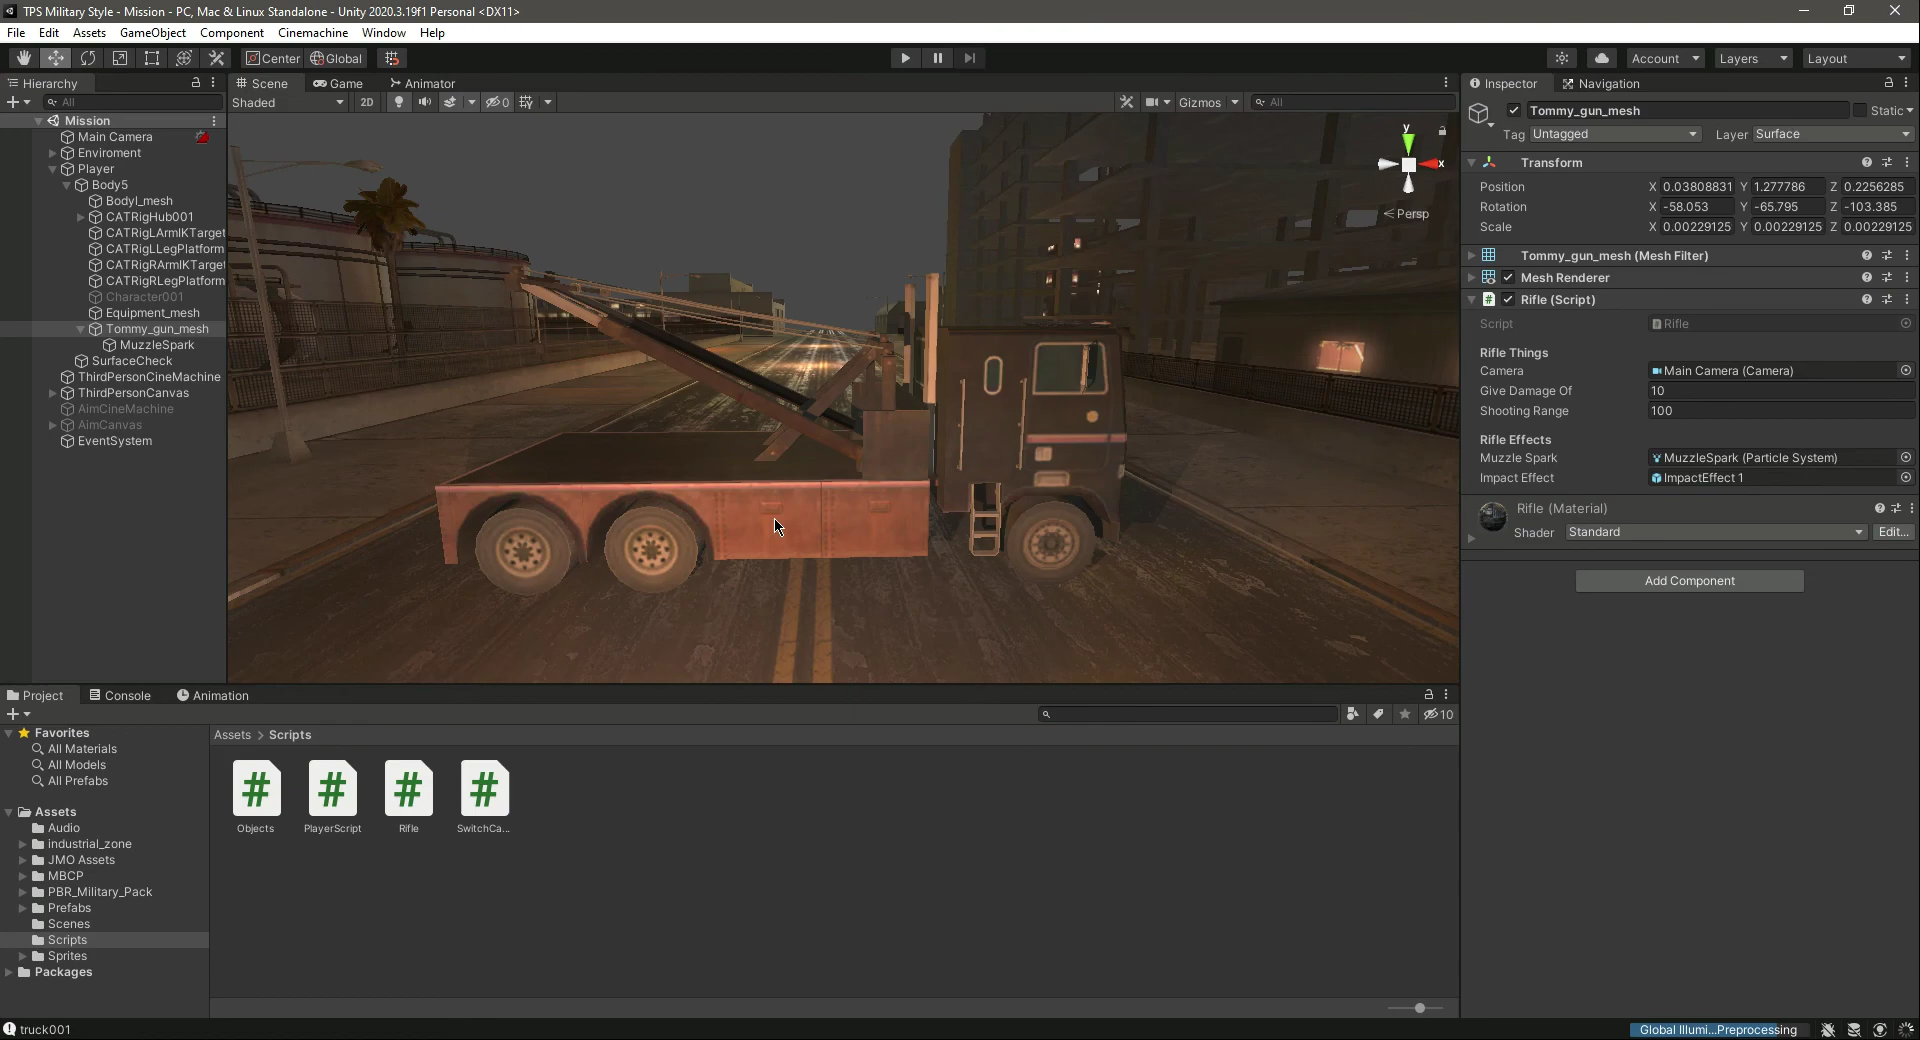 TPS Military Style - Mission - PC, Mac & Linux Standalone - Unity 2020.3.19f1 Personal <DX11>
File Edit Assets GameObject Component Cinemachine Window Help
Center Global Account Layers Layout
Hierarchy
All
Mission
Main Camera
Enviroment
Player
Body5
Bodyl_mesh
CATRigHub001
CATRigLArmIKTarget
CATRigLLegPlatform
CATRigRArmIKTarget
CATRigRLegPlatform
Character001
Equipment_mesh
Tommy_gun_mesh
MuzzleSpark
SurfaceCheck
ThirdPersonCineMachine
ThirdPersonCanvas
AimCineMachine
AimCanvas
EventSystem
Scene Game Animator
Shaded 2D 0 Gizmos All
y
x
Persp
Inspector Navigation
Tommy_gun_mesh Static
Tag Untagged Layer Surface
Transform
Position X 0.03808831 Y 1.277786 Z 0.2256285
Rotation X -58.053 Y -65.795 Z -103.385
Scale X 0.00229125 Y 0.00229125 Z 0.00229125
Tommy_gun_mesh (Mesh Filter)
Mesh Renderer
# Rifle (Script)
Script Rifle
Rifle Things
Camera Main Camera (Camera)
Give Damage Of 10
Shooting Range 100
Rifle Effects
Muzzle Spark MuzzleSpark (Particle System)
Impact Effect ImpactEffect 1
Rifle (Material)
Shader Standard Edit...
Add Component
Project Console Animation
10
Favorites
All Materials
All Models
All Prefabs
Assets
Audio
industrial_zone
JMO Assets
MBCP
PBR_Military_Pack
Prefabs
Scenes
Scripts
Sprites
Packages
Assets > Scripts
# # # #
Objects PlayerScript Rifle SwitchCa...
truck001
Global Illumi...Preprocessing